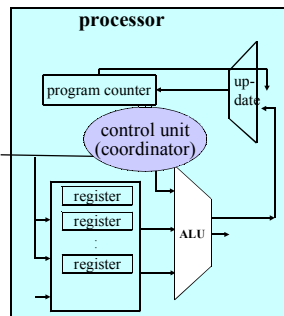 processor
program counter
up-
date
control unit
(coordinator)
register
register
:
register
ALU